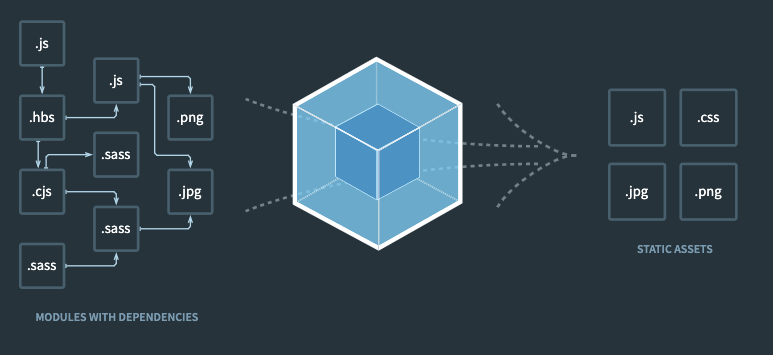 .js
.js
.hbs
.png
.sass
.cjs
.jpg
.sass
.sass
MODULES WITH DEPENDENCIES
.js
.css
.jpg
.png
STATIC ASSETS